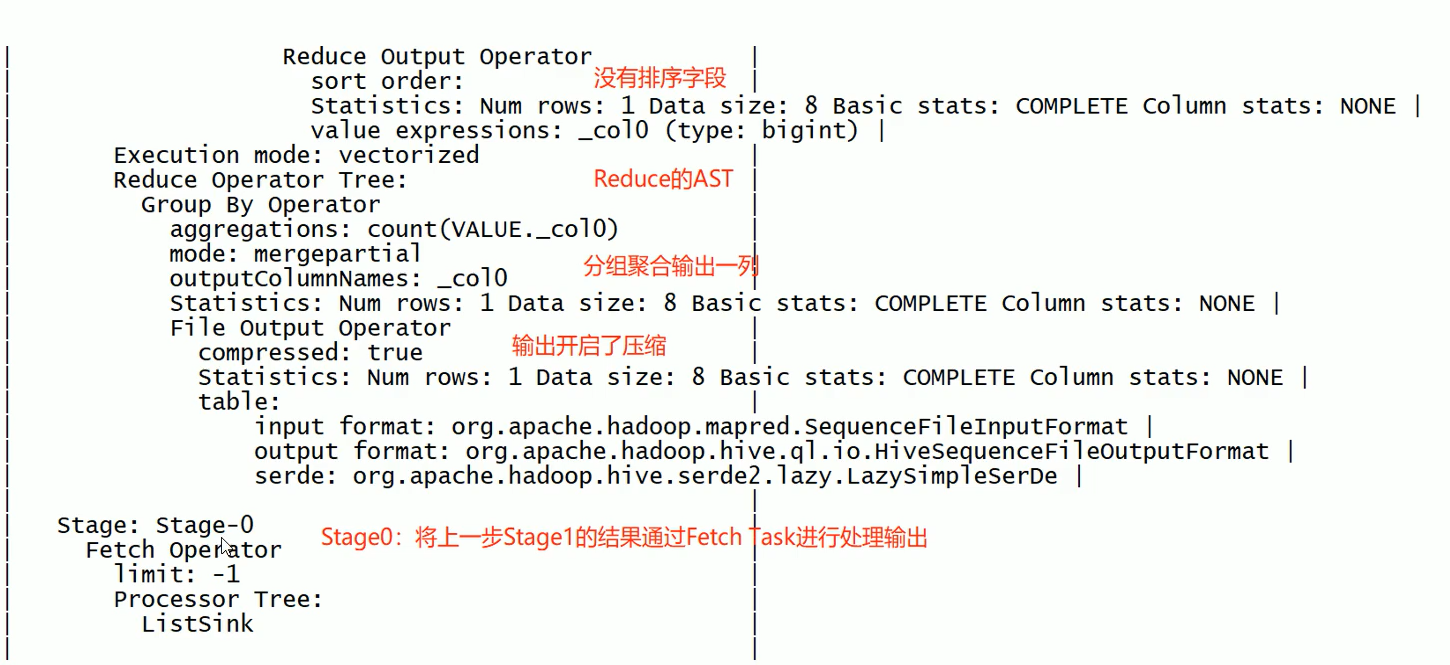 | Reduce Output Operator |
| sort order: 没有排序字段 |
| Statistics: Num rows: 1 Data size: 8 Basic stats: COMPLETE Column stats: NONE |
| value expressions: _col0 (type: bigint) |
| Execution mode: vectorized |
| Reduce Operator Tree: Reduce的AST |
| Group By Operator |
| aggregations: count(VALUE._col0) |
| mode: mergepartial |
分组聚合输出一列
| outputColumnNames: _col0 |
| Statistics: Num rows: 1 Data size: 8 Basic stats: COMPLETE Column stats: NONE |
| File Output Operator |
| compressed: true 输出开启了压缩 |
| Statistics: Num rows: 1 Data size: 8 Basic stats: COMPLETE Column stats: NONE |
| table: |
| input format: org.apache.hadoop.mapred.SequenceFileInputFormat |
| output format: org.apache.hadoop.hive.ql.io.HiveSequenceFileOutputFormat |
| serde: org.apache.hadoop.hive.serde2.lazy.LazySimpleSerDe |
| |
| Stage: Stage-0 |
Stage0：将上一步Stage1的结果通过Fetch Task进行处理输出
| Fetch Operator |
| limit: -1 |
| Processor Tree: |
| ListSink |
| |